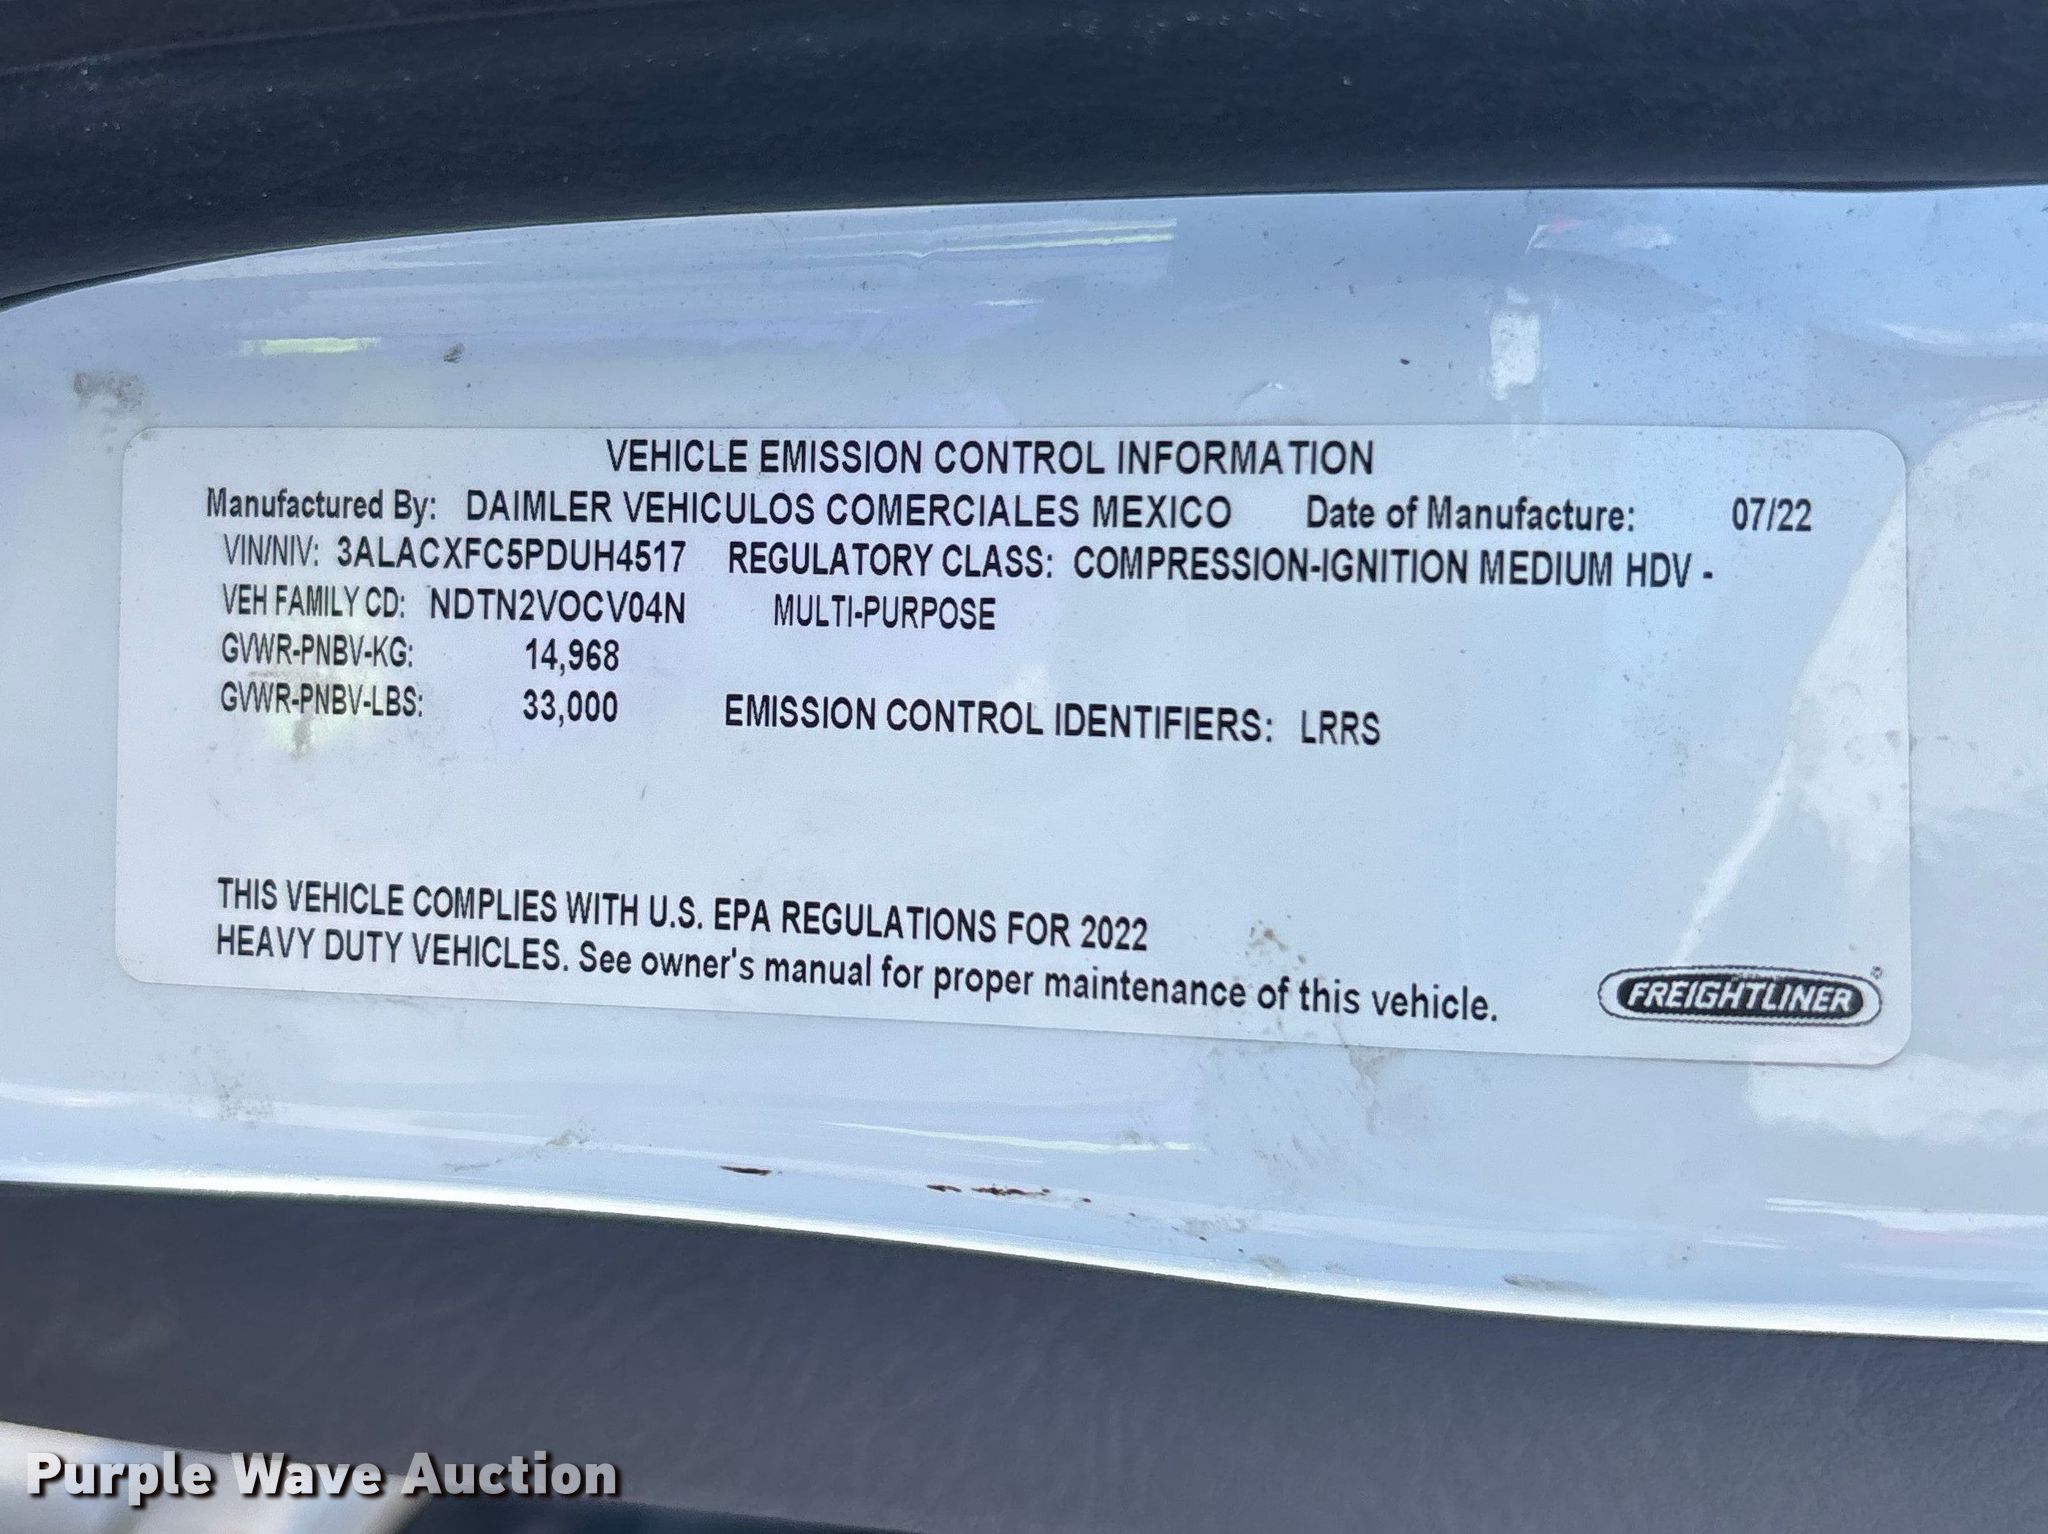 VEHICLE EMISSION CONTROL INFORMATION
Manufactured By: DAIMLER VEHICULOS COMERCIALES MEXICO Date of Manufacture: 07/22
VIN/NIV: 3ALACXFC5PDUH4517 REGULATORY CLASS: COMPRESSION-IGNITION MEDIUM HDV -
VEH FAMILY CD: NDTN2VOCV04N MULTI-PURPOSE
GVWR-PNBV-KG: 14,968
GVWR-PNBV-LBS: 33,000 EMISSION CONTROL IDENTIFIERS: LRRS
THIS VEHICLE COMPLIES WITH U.S. EPA REGULATIONS FOR 2022
HEAVY DUTY VEHICLES. See owner's manual for proper maintenance of this vehicle.
FREIGHTLINER®
Purple Wave Auction